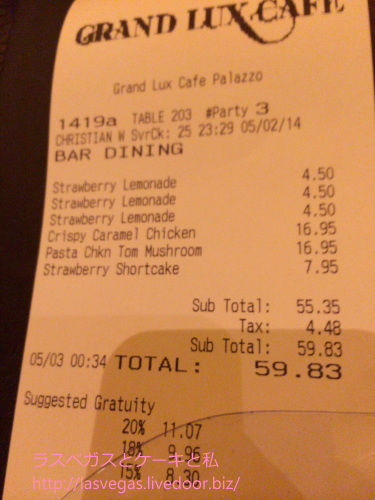 GRAND LUX CAFE
Grand Lux Cafe Palazzo
1419a TABLE 203 #Party 3
CHRISTIAN W SvrCk: 25 23:29 05/02/14
BAR DINING
Strawberry Lemonade 4.50
Strawberry Lemonade 4.50
Strawberry Lemonade 4.50
Crispy Caramel Chicken 16.95
Pasta Chkn Tom Mushroom 16.95
Strawberry Shortcake 7.95
Sub Total: 55.35
Tax: 4.48
Sub Total: 59.83
05/03 00:34 TOTAL: 59.83
Suggested Gratuity
20% 11.07
18% 9.96
15% 8.30
ラスベガスとケーキと私
http://lasvegas.livedoor.biz/